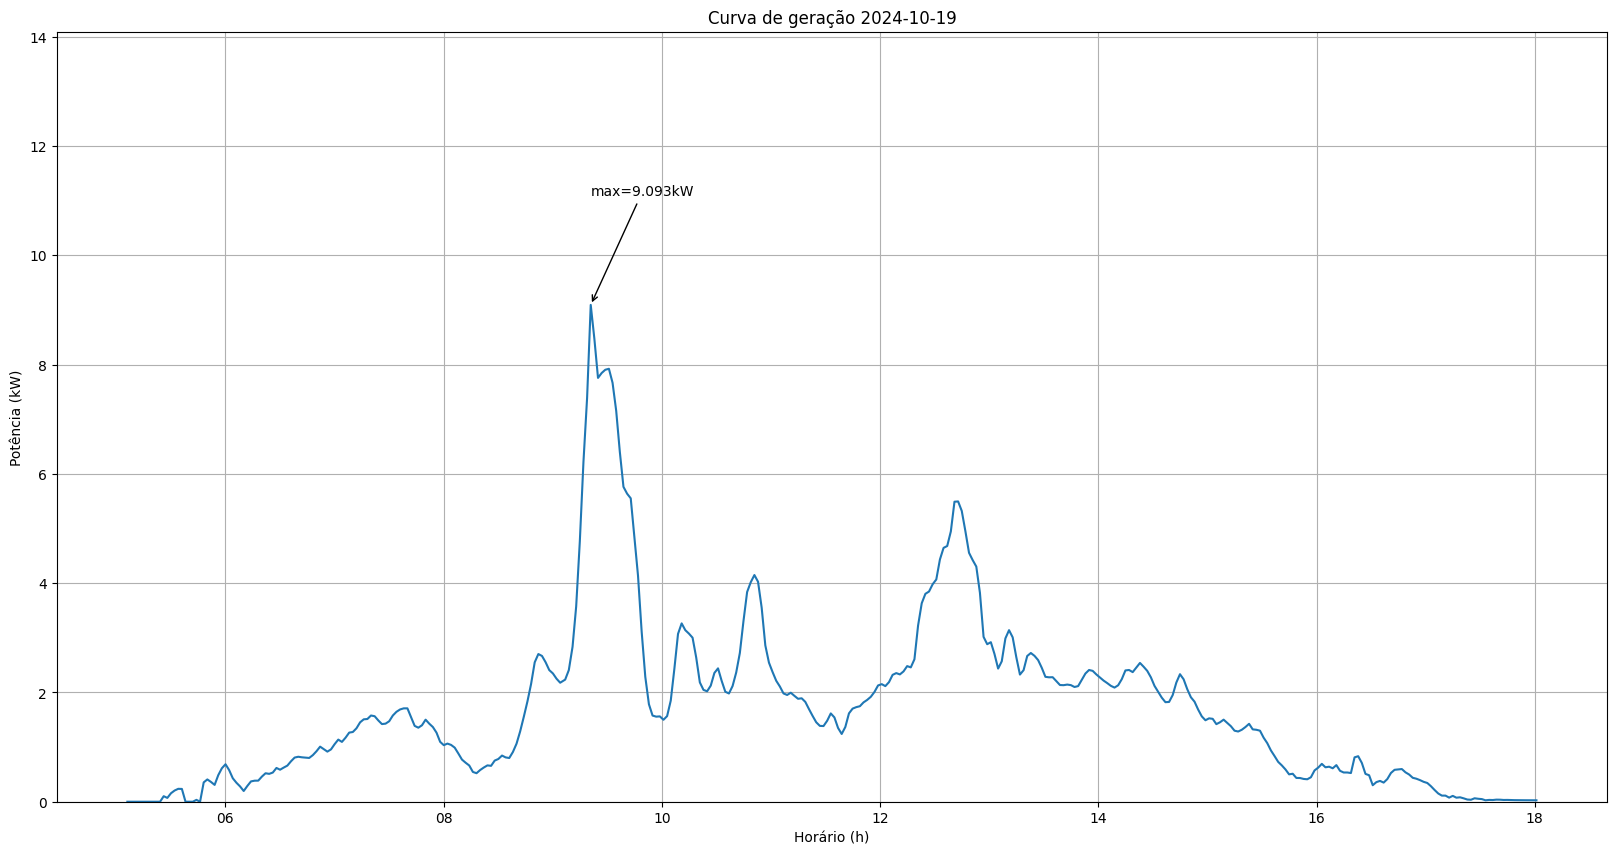 Curva de geração 2024-10-19
14
12
max=9.093kW
10
8
Potência (kW)
6
4
2
0
06 08 10 12 14 16 18
Horário (h)